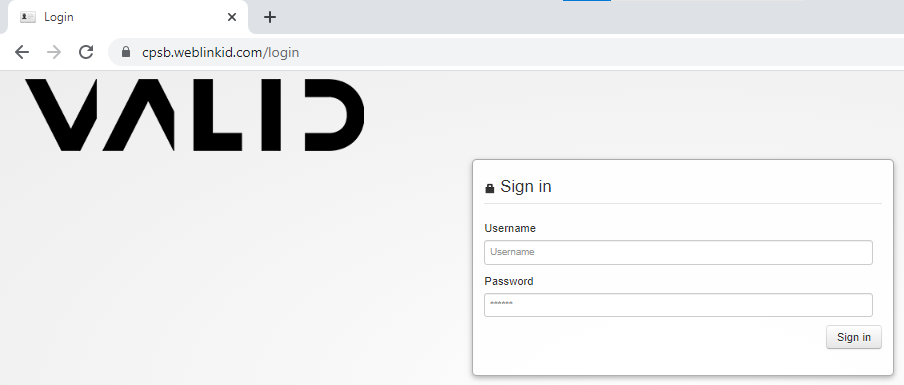 Login
cpsb.weblinkid.com/login
VALID
Sign in
Username
Username
Password
******
Sign in